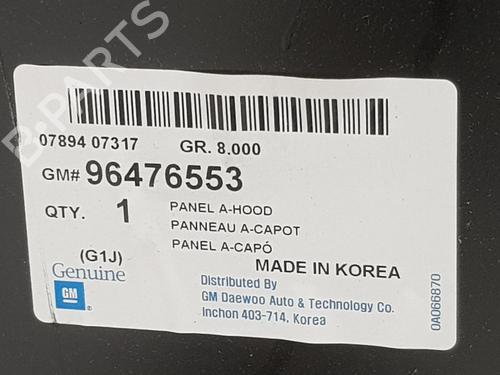 07894 07317 GR. 8.000
GM# 96476553
QTY. 1 PANEL A-HOOD
PANNEAU A-CAPOT
PANEL A-CAPÓ
(G1J) MADE IN KOREA
Genuine
GM
Distributed By
GM Daewoo Auto & Technology Co.
Inchon 403-714, Korea
0A066870
B-PARTS